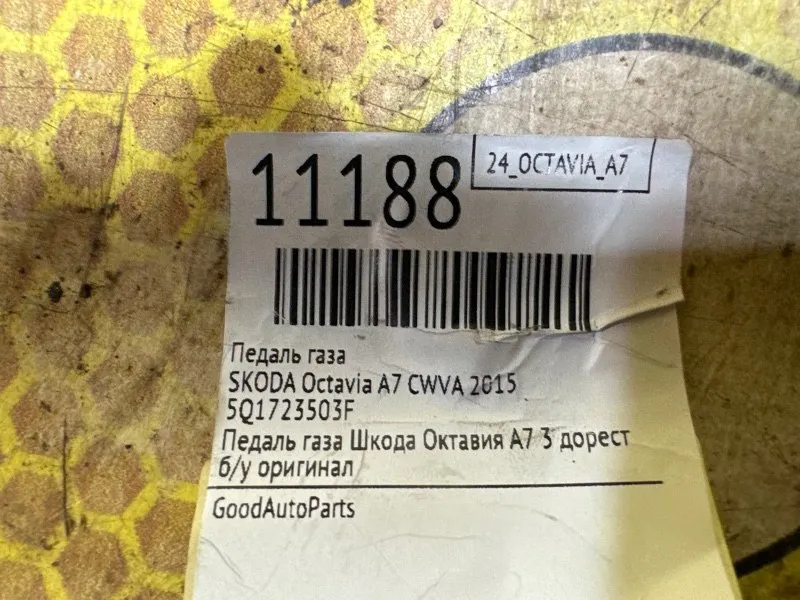 11188
24_OCTAVIA_A7
Педаль газа
SKODA Octavia A7 CWVA 2015
5Q1723503F
Педаль газа Шкода Октавия А7 3 дорест
б/у оригинал
GoodAutoParts